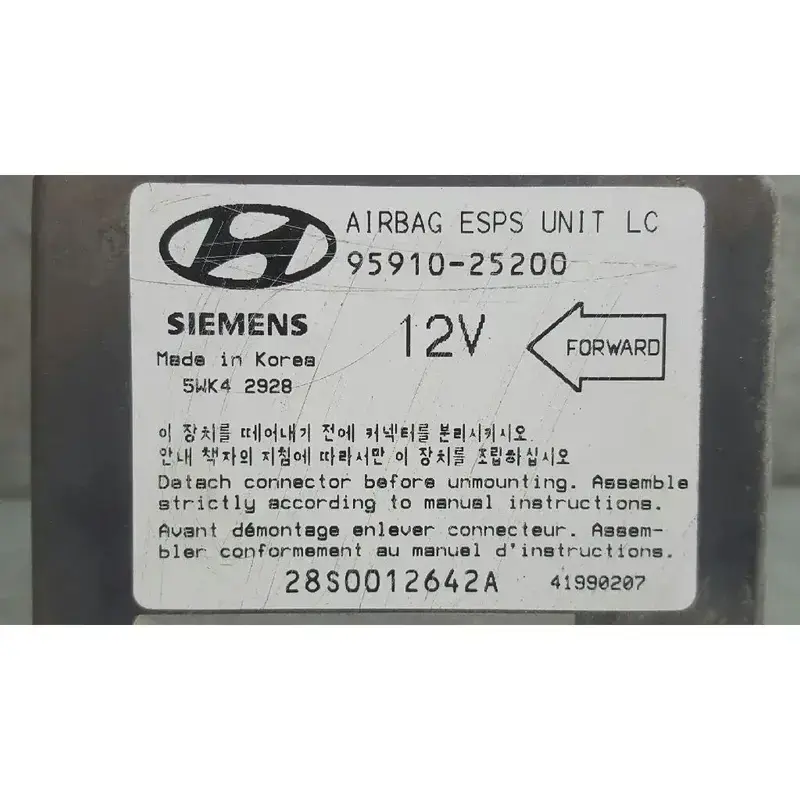 AIRBAG ESPS UNIT LC
95910-25200
SIEMENS
12V
FORWARD
Made in Korea
5WK4 2928
이 장치를 떼어내기 전에 커넥터를 분리시키시오
안내 책자의 지침에 따라서만 이 장치를 조립하십시오
Detach connector before unmounting. Assemble
strictly according to manual instructions.
Avant démontage enlever connecteur. Assem-
bler conformement au manuel d'instructions.
28S0012642A
41990207